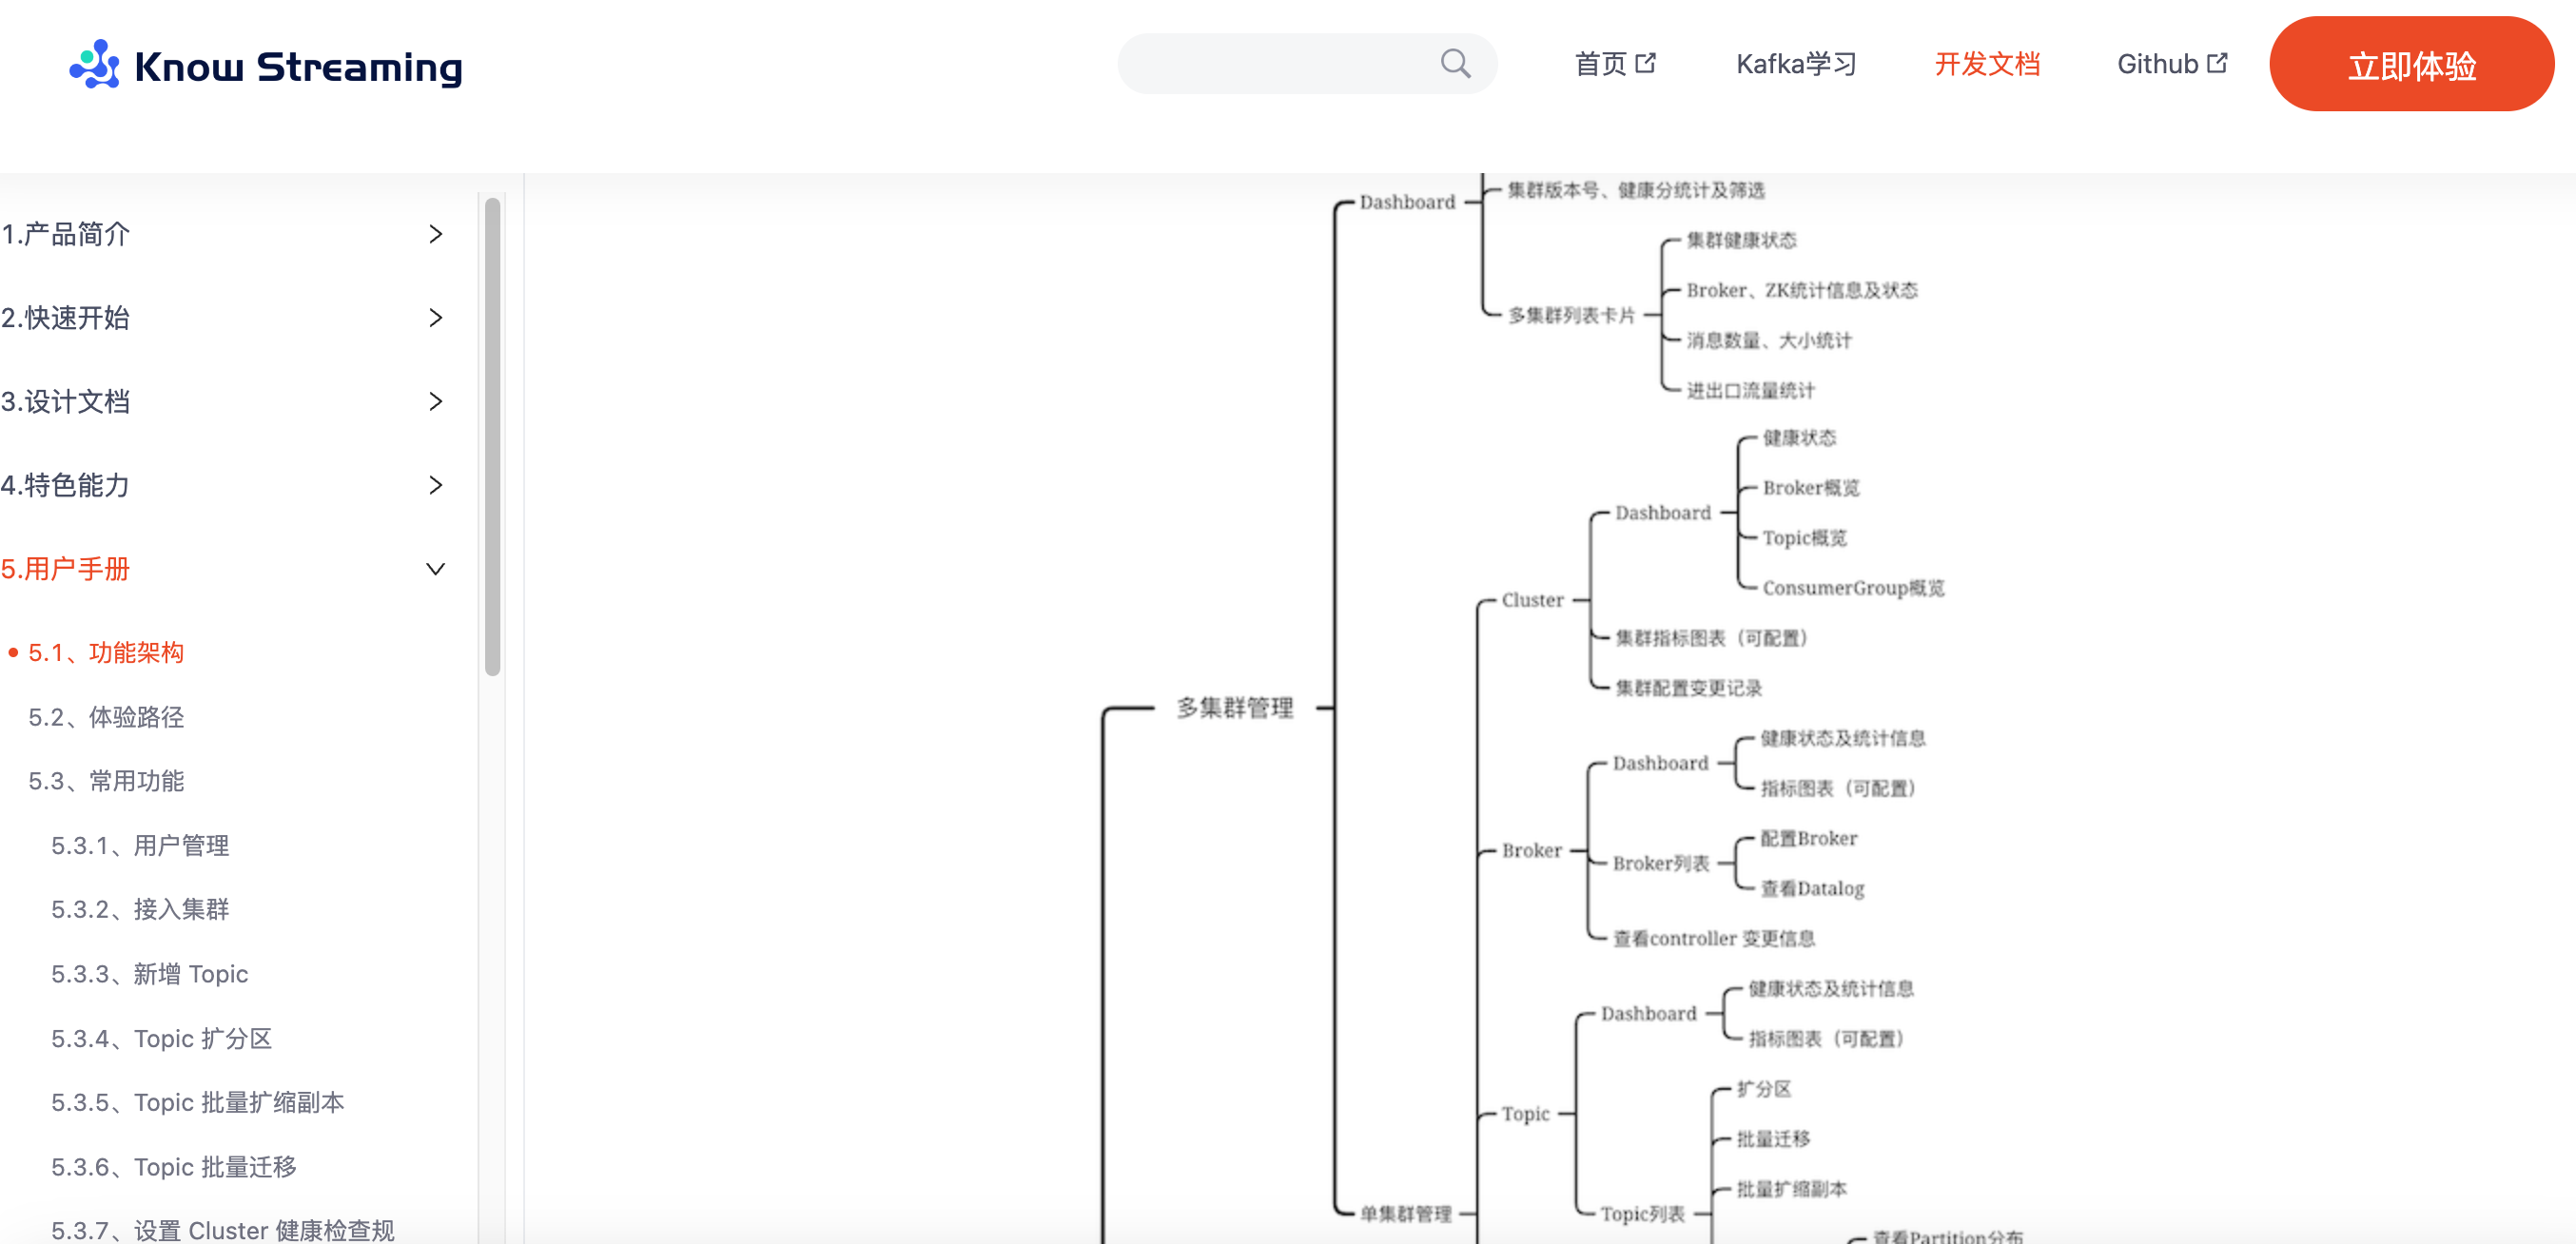 Know Streaming
首页
Kafka学习
开发文档
Github
立即体验
1.产品简介
2.快速开始
3.设计文档
4.特色能力
5.用户手册
5.1、功能架构
5.2、体验路径
5.3、常用功能
5.3.1、用户管理
5.3.2、接入集群
5.3.3、新增 Topic
5.3.4、Topic 扩分区
5.3.5、Topic 批量扩缩副本
5.3.6、Topic 批量迁移
5.3.7、设置 Cluster 健康检查规
多集群管理
Dashboard
集群版本号、健康分统计及筛选
多集群列表卡片
集群健康状态
Broker、ZK统计信息及状态
消息数量、大小统计
进出口流量统计
单集群管理
Cluster
Dashboard
健康状态
Broker概览
Topic概览
ConsumerGroup概览
集群指标图表（可配置）
集群配置变更记录
Broker
Dashboard
健康状态及统计信息
指标图表（可配置）
Broker列表
配置Broker
查看Datalog
查看controller 变更信息
Topic
Dashboard
健康状态及统计信息
指标图表（可配置）
Topic列表
扩分区
批量迁移
批量扩缩副本
查看Partition分布